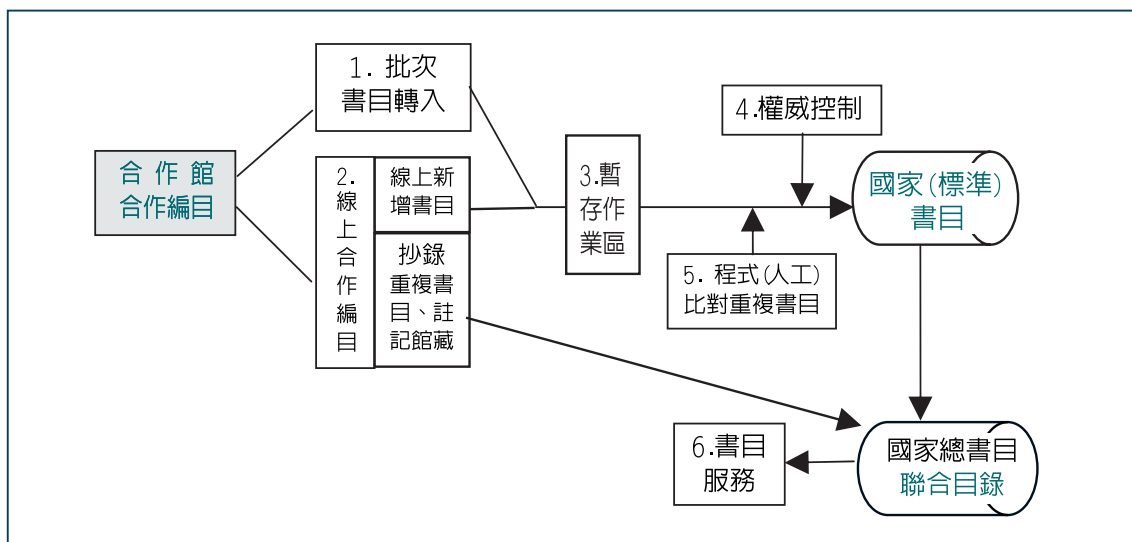 合 作 館
合作編目
1. 批次
書目轉入
2.
線
上
合
作
編
目
線上新
增書目
抄錄
重複書
目、註
記館藏
3.暫
存作
業區
4.權威控制
5. 程式(人工)
比對重複書目
國家(標準)
書目
國家總書目
聯合目錄
6.書目
服務